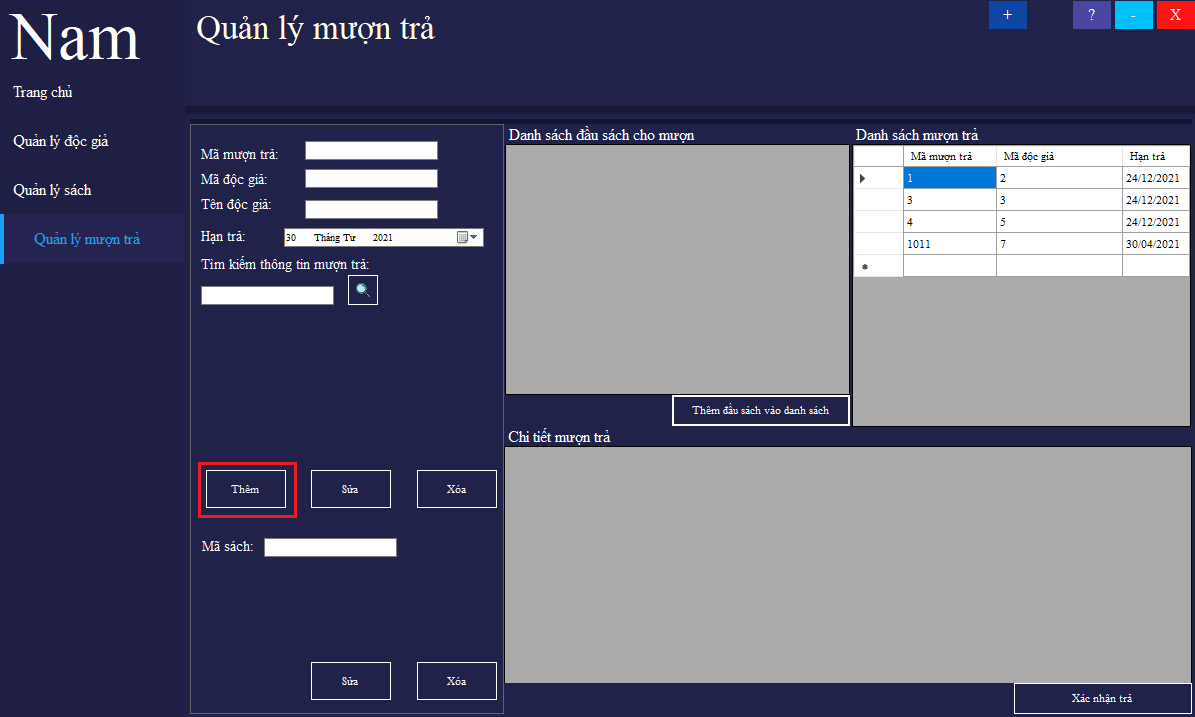 Nam
Quản lý mượn trả
+
?
-
X
Trang chủ
Quản lý độc giả
Quản lý sách
Quản lý mượn trả
Mã mượn trả:
Mã độc giả:
Tên độc giả:
Hạn trả:
30 Tháng Tư 2021
Tìm kiếm thông tin mượn trả:
Thêm
Sửa
Xóa
Mã sách:
Sửa
Xóa
Danh sách đầu sách cho mượn
Thêm đầu sách vào danh sách
Danh sách mượn trả
Mã mượn trả Mã độc giả Hạn trả
1 2 24/12/2021
3 3 24/12/2021
4 5 24/12/2021
1011 7 30/04/2021
Chi tiết mượn trả
Xác nhận trả